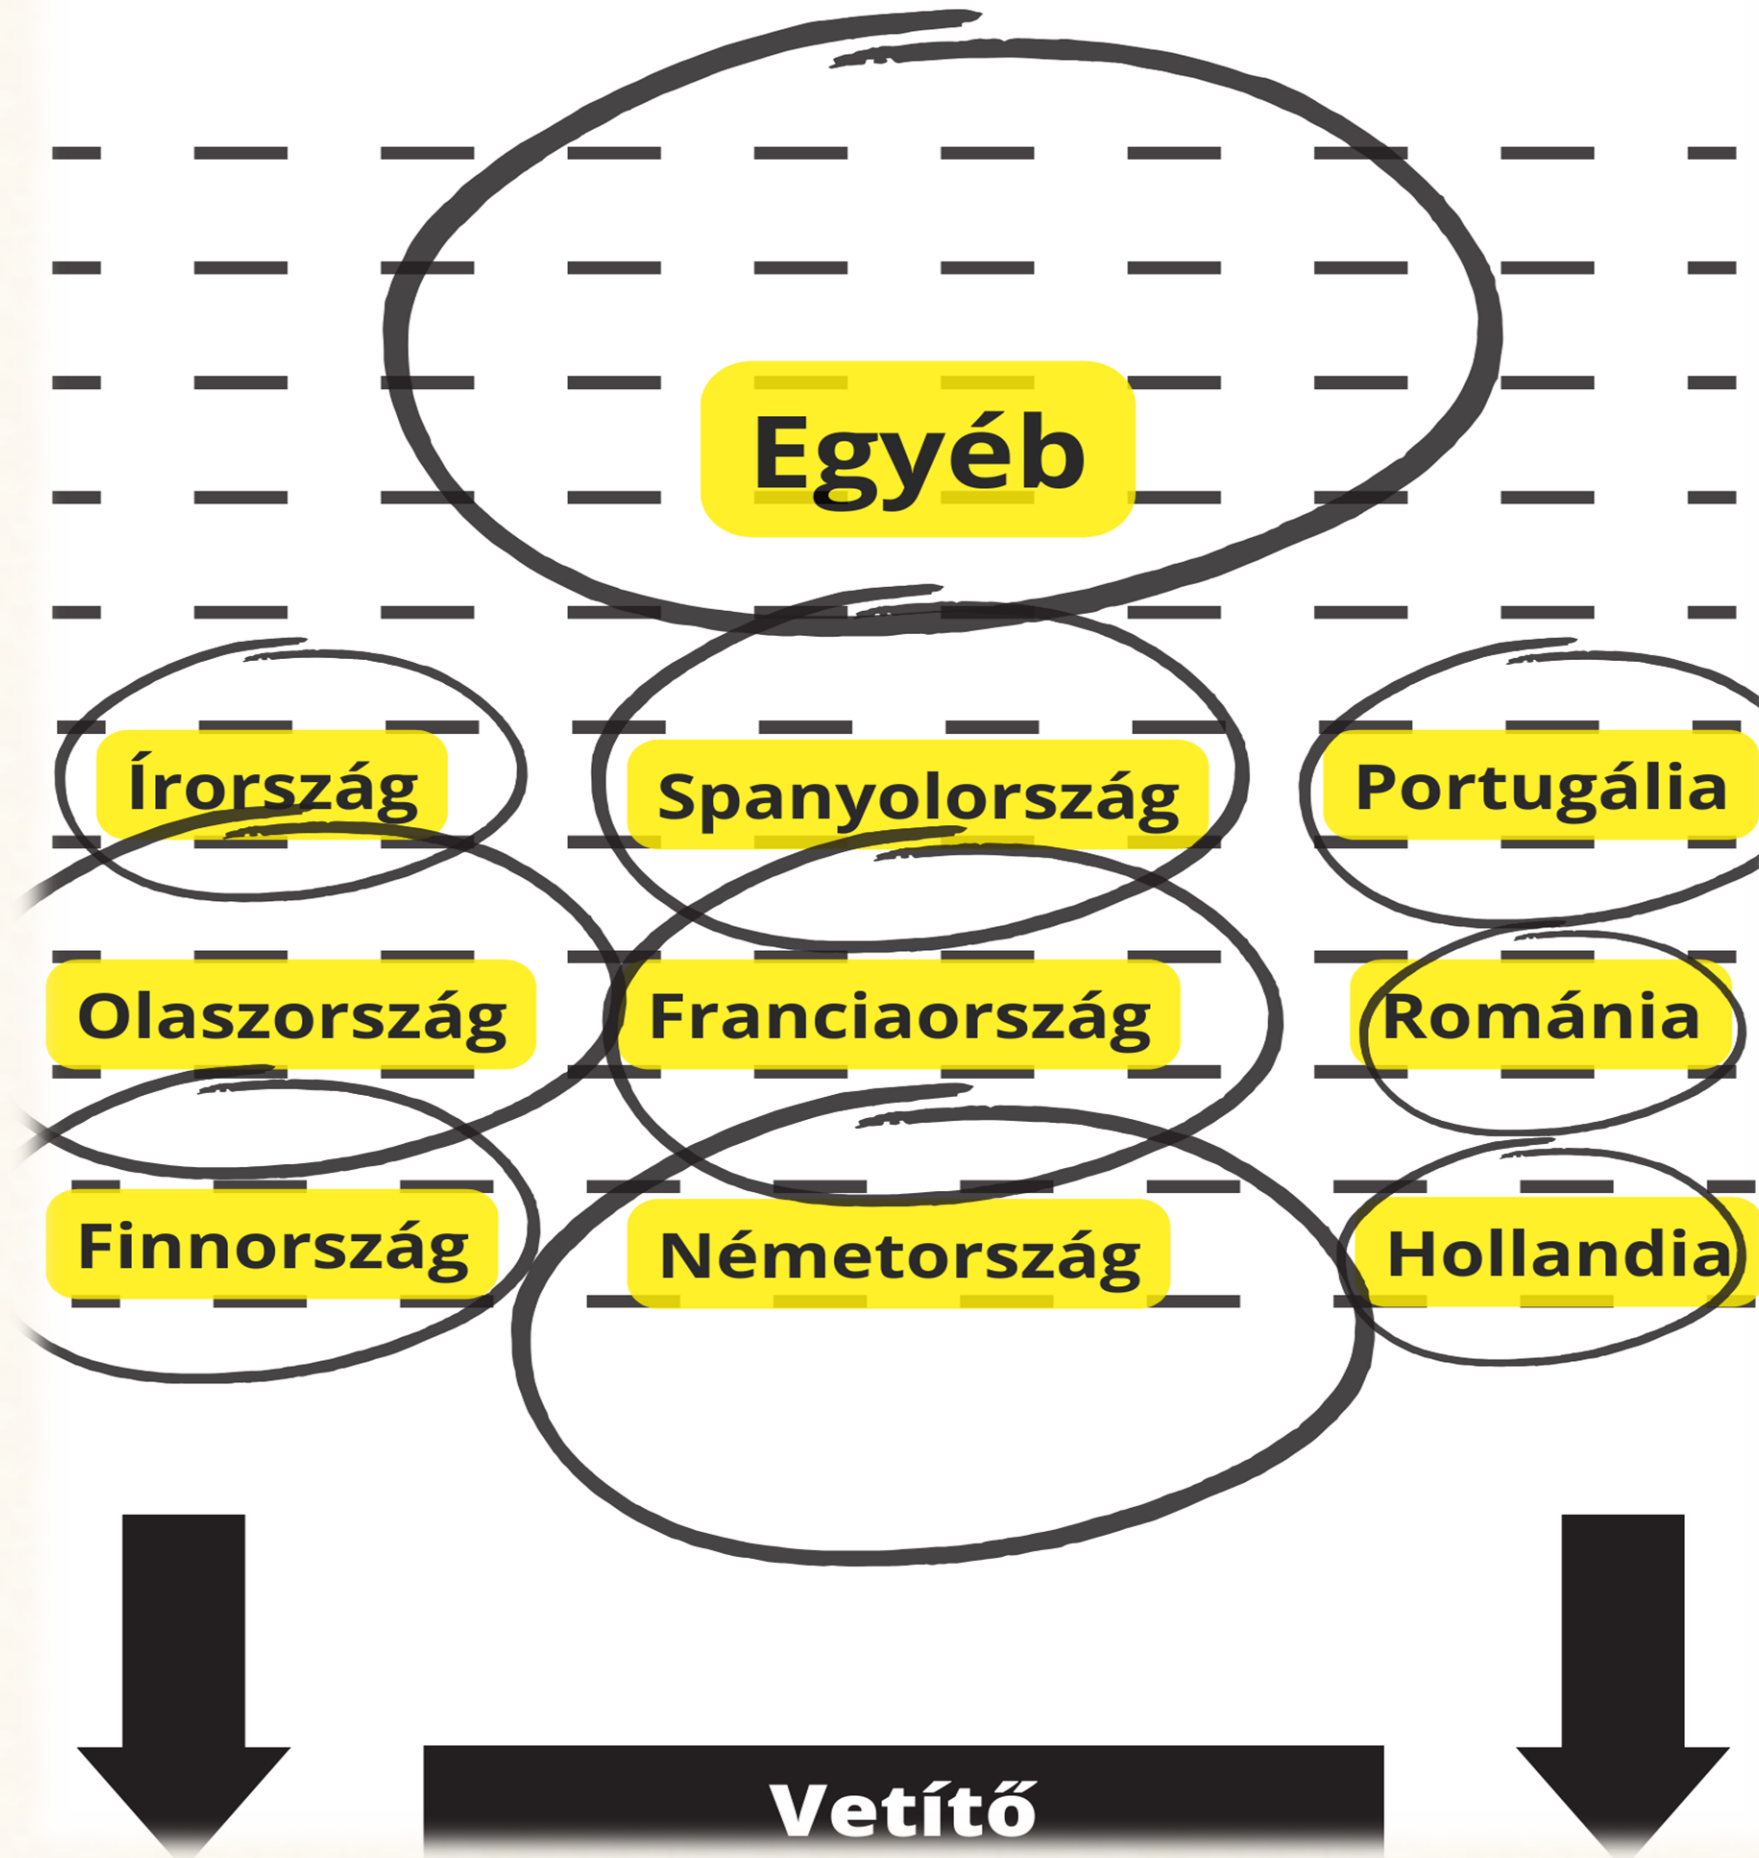 Egyéb
Írország
Spanyolország
Portugália
Olaszország
Franciaország
Románia
Finnország
Németország
Hollandia
Vetítő